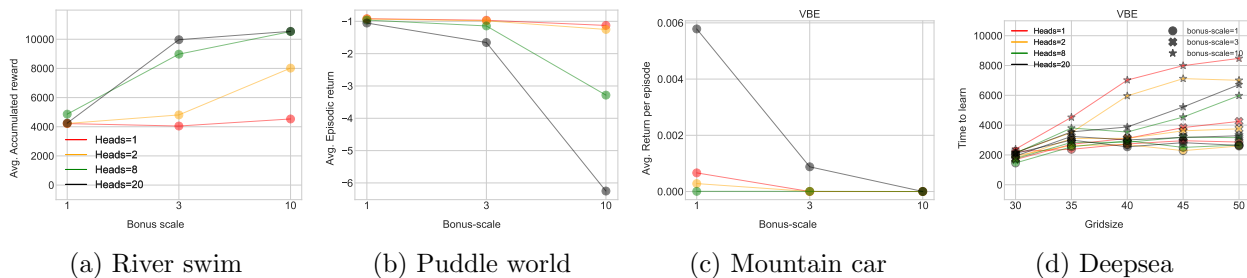 Avg. Accumulated reward
10000
8000
6000
4000
2000
0
Heads=1
Heads=2
Heads=8
Heads=20
1
3
10
Bonus scale
(a) River swim
Avg. Episodic return
−1
−2
−3
−4
−5
−6
1
3
10
Bonus-scale
(b) Puddle world
VBE
Avg. Return per episode
0.006
0.004
0.002
0.000
1
3
10
Bonus-scale
(c) Mountain car
VBE
Time to learn
10000
8000
6000
4000
2000
0
Heads=1
Heads=2
Heads=8
Heads=20
bonus-scale=1
bonus-scale=3
bonus-scale=10
30
35
40
45
50
Gridsize
(d) Deepsea